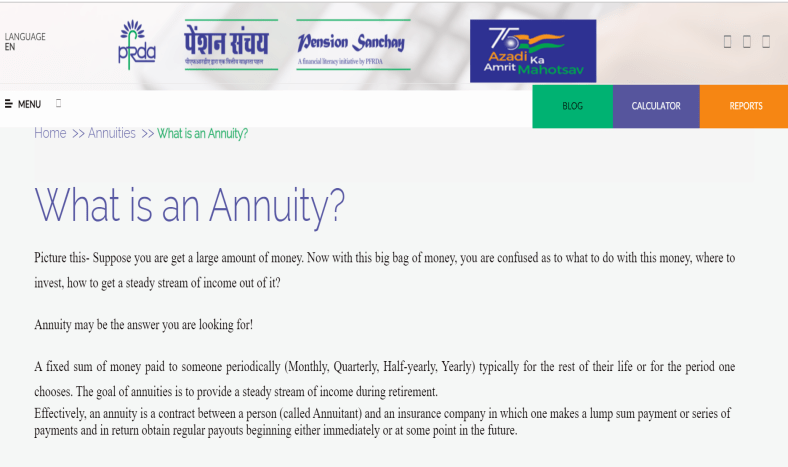 LANGUAGE
EN
pfrda
पेंशन संचय
पीएफआरडीए द्वारा एक वित्तीय साक्षरता पहल
Pension Sanchay
A financial literacy initiative by PFRDA
75
Azadi Ka
Amrit Mahotsav
MENU
BLOG
CALCULATOR
REPORTS
Home >> Annuities >> What is an Annuity?
What is an Annuity?
Picture this- Suppose you are get a large amount of money. Now with this big bag of money, you are confused as to what to do with this money, where to
invest, how to get a steady stream of income out of it?
Annuity may be the answer you are looking for!
A fixed sum of money paid to someone periodically (Monthly, Quarterly, Half-yearly, Yearly) typically for the rest of their life or for the period one
chooses. The goal of annuities is to provide a steady stream of income during retirement.
Effectively, an annuity is a contract between a person (called Annuitant) and an insurance company in which one makes a lump sum payment or series of
payments and in return obtain regular payouts beginning either immediately or at some point in the future.